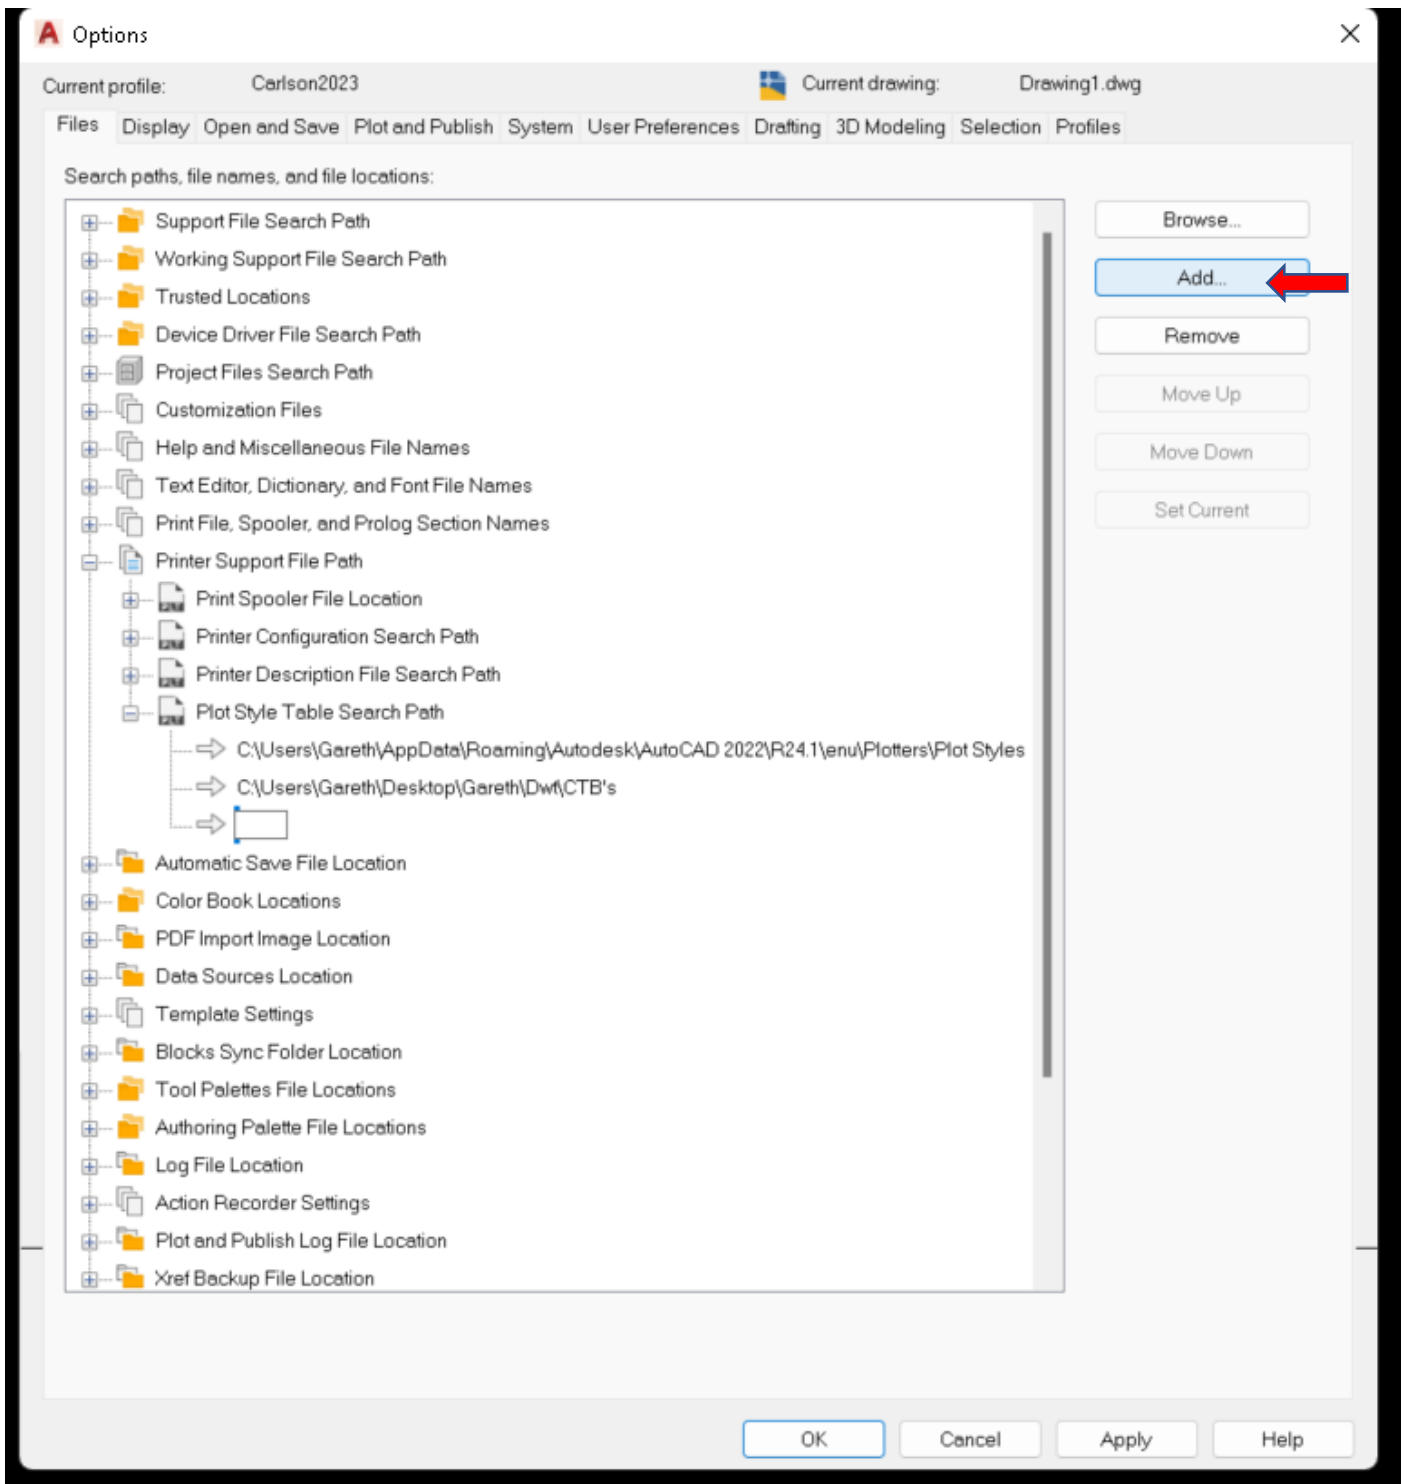 Options
Current profile: Carlson2023 Current drawing: Drawing1.dwg
Files Display Open and Save Plot and Publish System User Preferences Drafting 3D Modeling Selection Profiles
Search paths, file names, and file locations:
Support File Search Path
Browse...
Working Support File Search Path
Add...
Trusted Locations
Device Driver File Search Path
Remove
Project Files Search Path
Move Up
Customization Files
Help and Miscellaneous File Names
Move Down
Text Editor, Dictionary, and Font File Names
Set Current
Print File, Spooler, and Prolog Section Names
Printer Support File Path
Print Spooler File Location
Printer Configuration Search Path
Printer Description File Search Path
Plot Style Table Search Path
C:\Users\Gareth\AppData\Roaming\Autodesk\AutoCAD 2022\R24.1\enu\Plotters\Plot Styles
C:\Users\Gareth\Desktop\Gareth\Dwf\CTB's
Automatic Save File Location
Color Book Locations
PDF Import Image Location
Data Sources Location
Template Settings
Blocks Sync Folder Location
Tool Palettes File Locations
Authoring Palette File Locations
Log File Location
Action Recorder Settings
Plot and Publish Log File Location
Xref Backup File Location
OK Cancel Apply Help